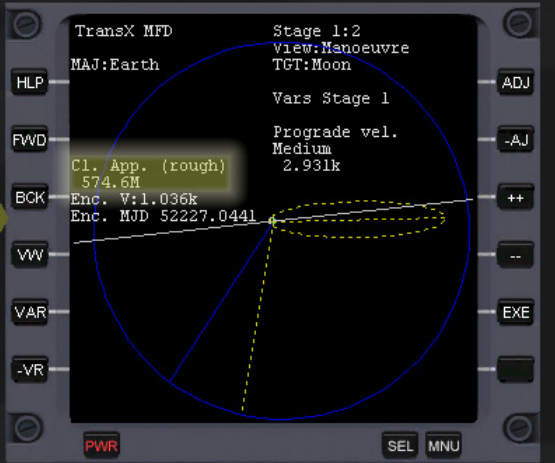 TransX MFD
Stage 1:2
View:Manoeuvre
MAJ:Earth
TGT:Moon
Vars Stage 1
Prograde vel.
Medium
2.931k
Cl. App. (rough)
574.6M
Enc. V:1.036k
Enc. MJD 52227.0441
HLP
FWD
BCK
VW
VAR
-VR
ADJ
-AJ
++
--
EXE
PWR
SEL
MNU